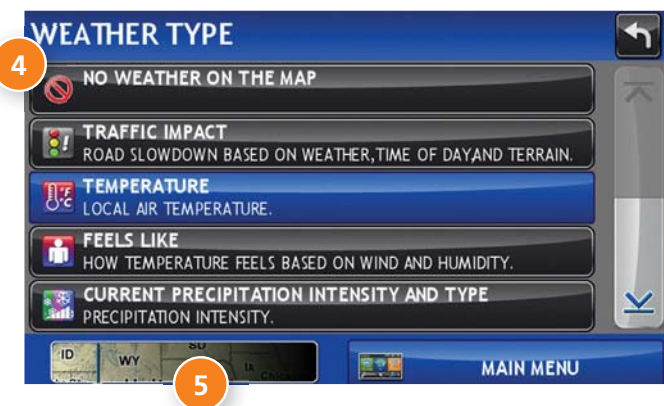 WEATHER TYPE
4
NO WEATHER ON THE MAP
TRAFFIC IMPACT
ROAD SLOWDOWN BASED ON WEATHER,TIME OF DAY,AND TERRAIN.
°F
°C
TEMPERATURE
LOCAL AIR TEMPERATURE.
FEELS LIKE
HOW TEMPERATURE FEELS BASED ON WIND AND HUMIDITY.
CURRENT PRECIPITATION INTENSITY AND TYPE
PRECIPITATION INTENSITY.
ID
WY
SD
IA
MAIN MENU
5